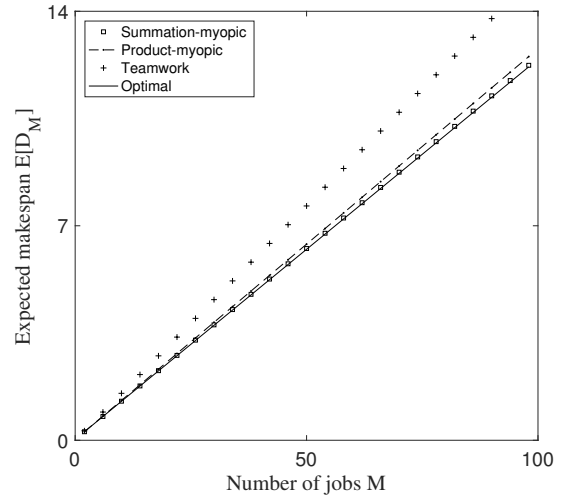 14
Summation-myopic
Product-myopic
Teamwork
Optimal
Expected makespan E[D_M]
7
0
0
50
100
Number of jobs M